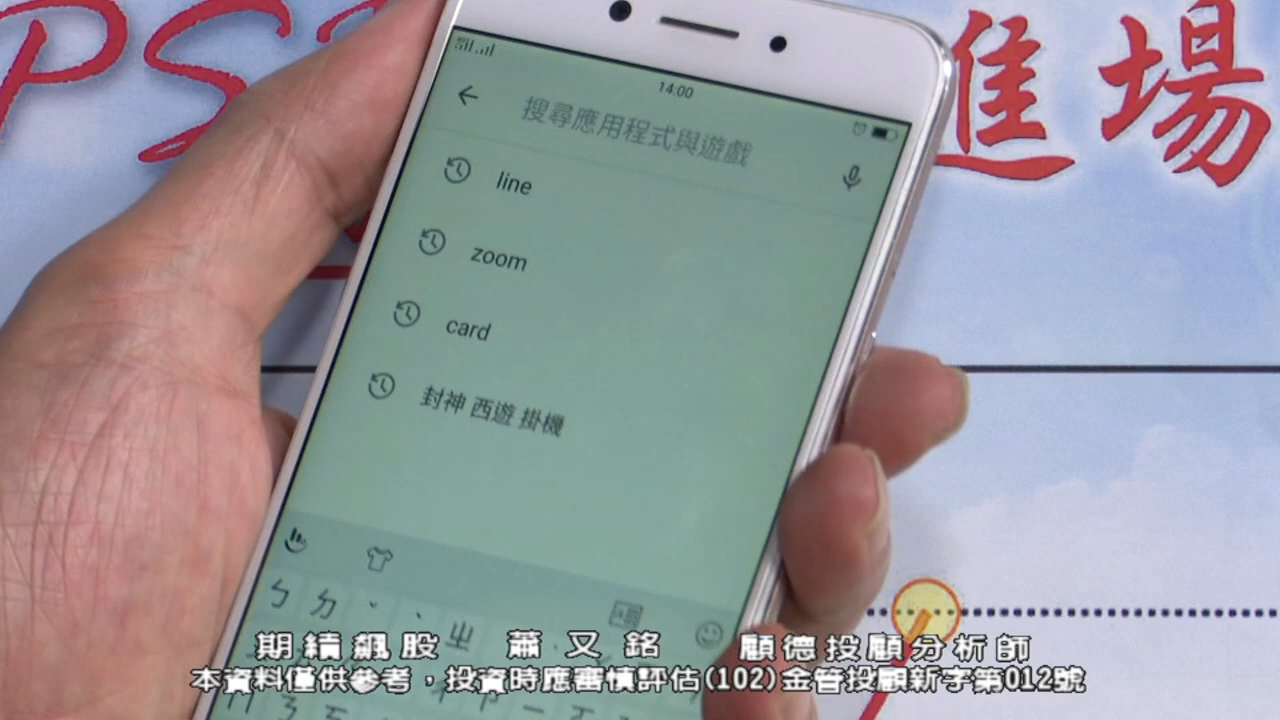 PS
進場
14:00
搜尋應用程式與遊戲
line
zoom
card
封神 西遊 掛機
ㄅ ㄉ ˇ ˋ ㄓ
期績飆股 蕭又銘 顧德投顧分析師
本資料僅供參考，投資時應審慎評估(102)金管投顧新字第012號